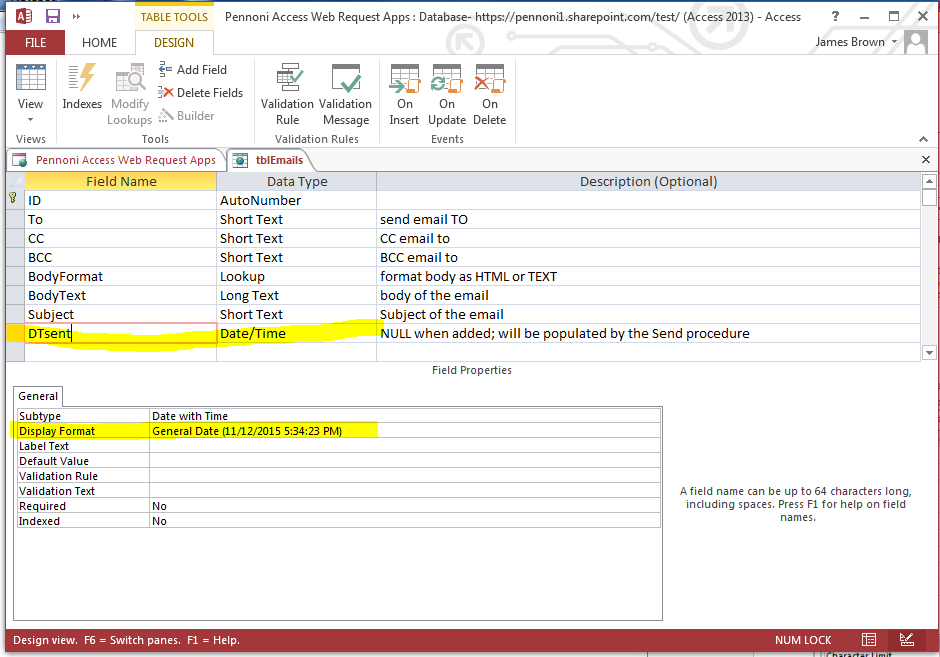 TABLE TOOLS
Pennoni Access Web Request Apps : Database- https://pennoni1.sharepoint.com/test/ (Access 2013) - Access
FILE HOME DESIGN
James Brown
View
Indexes
Modify
Lookups
Add Field
Delete Fields
Builder
Validation
Rule
Validation
Message
On
Insert
On
Update
On
Delete
Views Tools Validation Rules Events
Pennoni Access Web Request Apps tblEmails
Field Name Data Type Description (Optional)
ID AutoNumber
To Short Text send email TO
CC Short Text CC email to
BCC Short Text BCC email to
BodyFormat Lookup format body as HTML or TEXT
BodyText Long Text body of the email
Subject Short Text Subject of the email
DTsent Date/Time NULL when added; will be populated by the Send procedure
Field Properties
General
Subtype Date with Time
Display Format General Date (11/12/2015 5:34:23 PM)
Label Text
Default Value
Validation Rule
Validation Text
Required No
Indexed No
A field name can be up to 64 characters long,
including spaces. Press F1 for help on field
names.
Design view. F6 = Switch panes. F1 = Help.
NUM LOCK
Character Limit